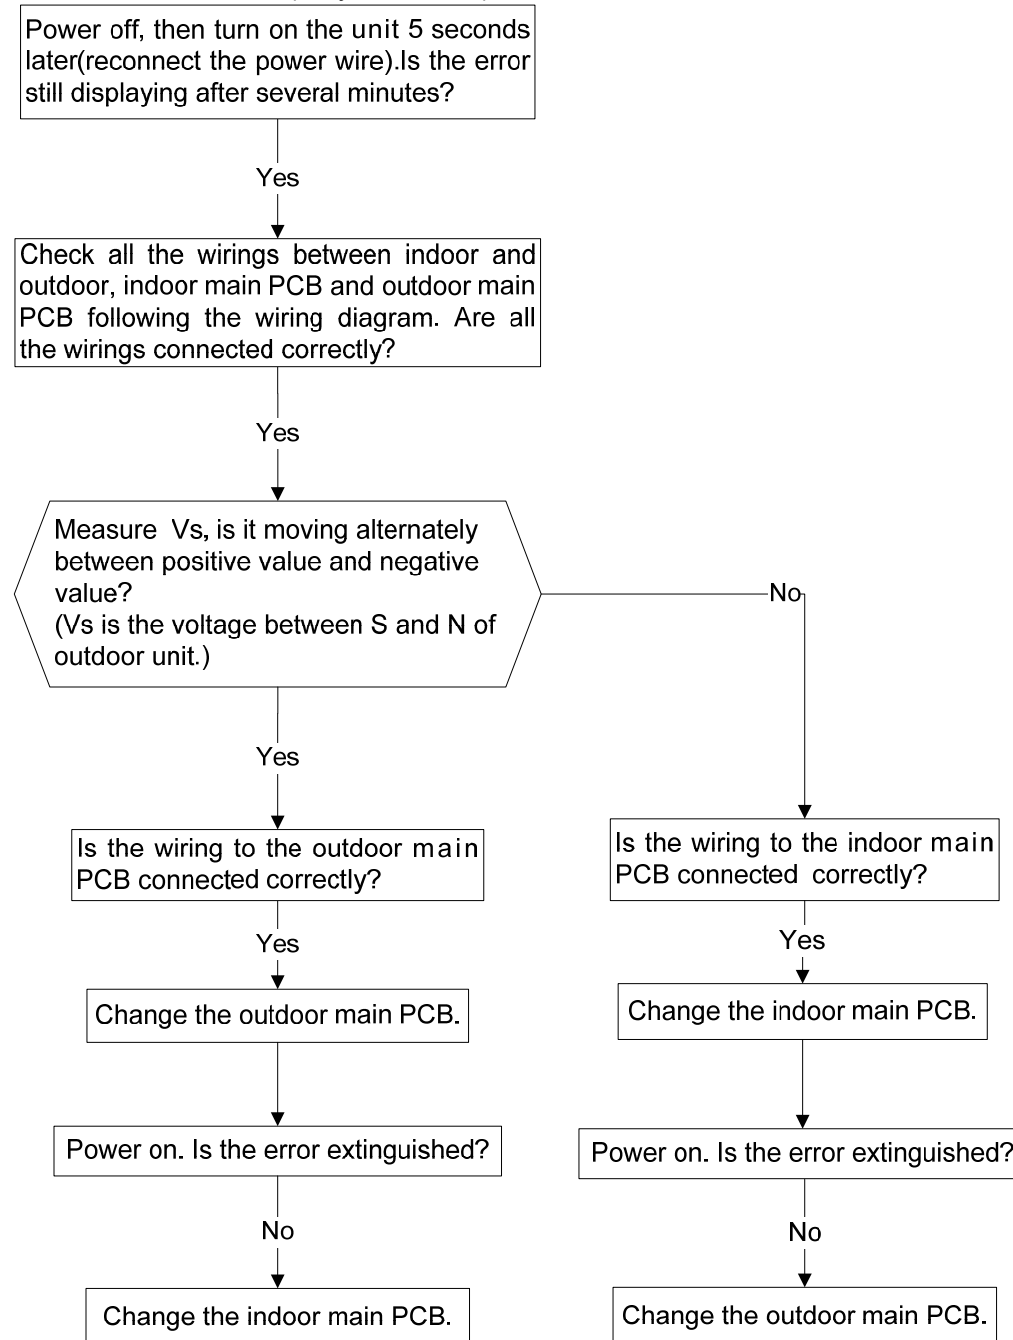 Power off, then turn on the unit 5 seconds
later(reconnect the power wire).Is the error
still displaying after several minutes?
Yes
Check all the wirings between indoor and
outdoor, indoor main PCB and outdoor main
PCB following the wiring diagram. Are all
the wirings connected correctly?
Yes
Measure Vs, is it moving alternately
between positive value and negative
value?
(Vs is the voltage between S and N of
outdoor unit.)
No
Yes
Is the wiring to the outdoor main
PCB connected correctly?
Yes
Change the outdoor main PCB.
Power on. Is the error extinguished?
No
Change the indoor main PCB.
Is the wiring to the indoor main
PCB connected correctly?
Yes
Change the indoor main PCB.
Power on. Is the error extinguished?
No
Change the outdoor main PCB.